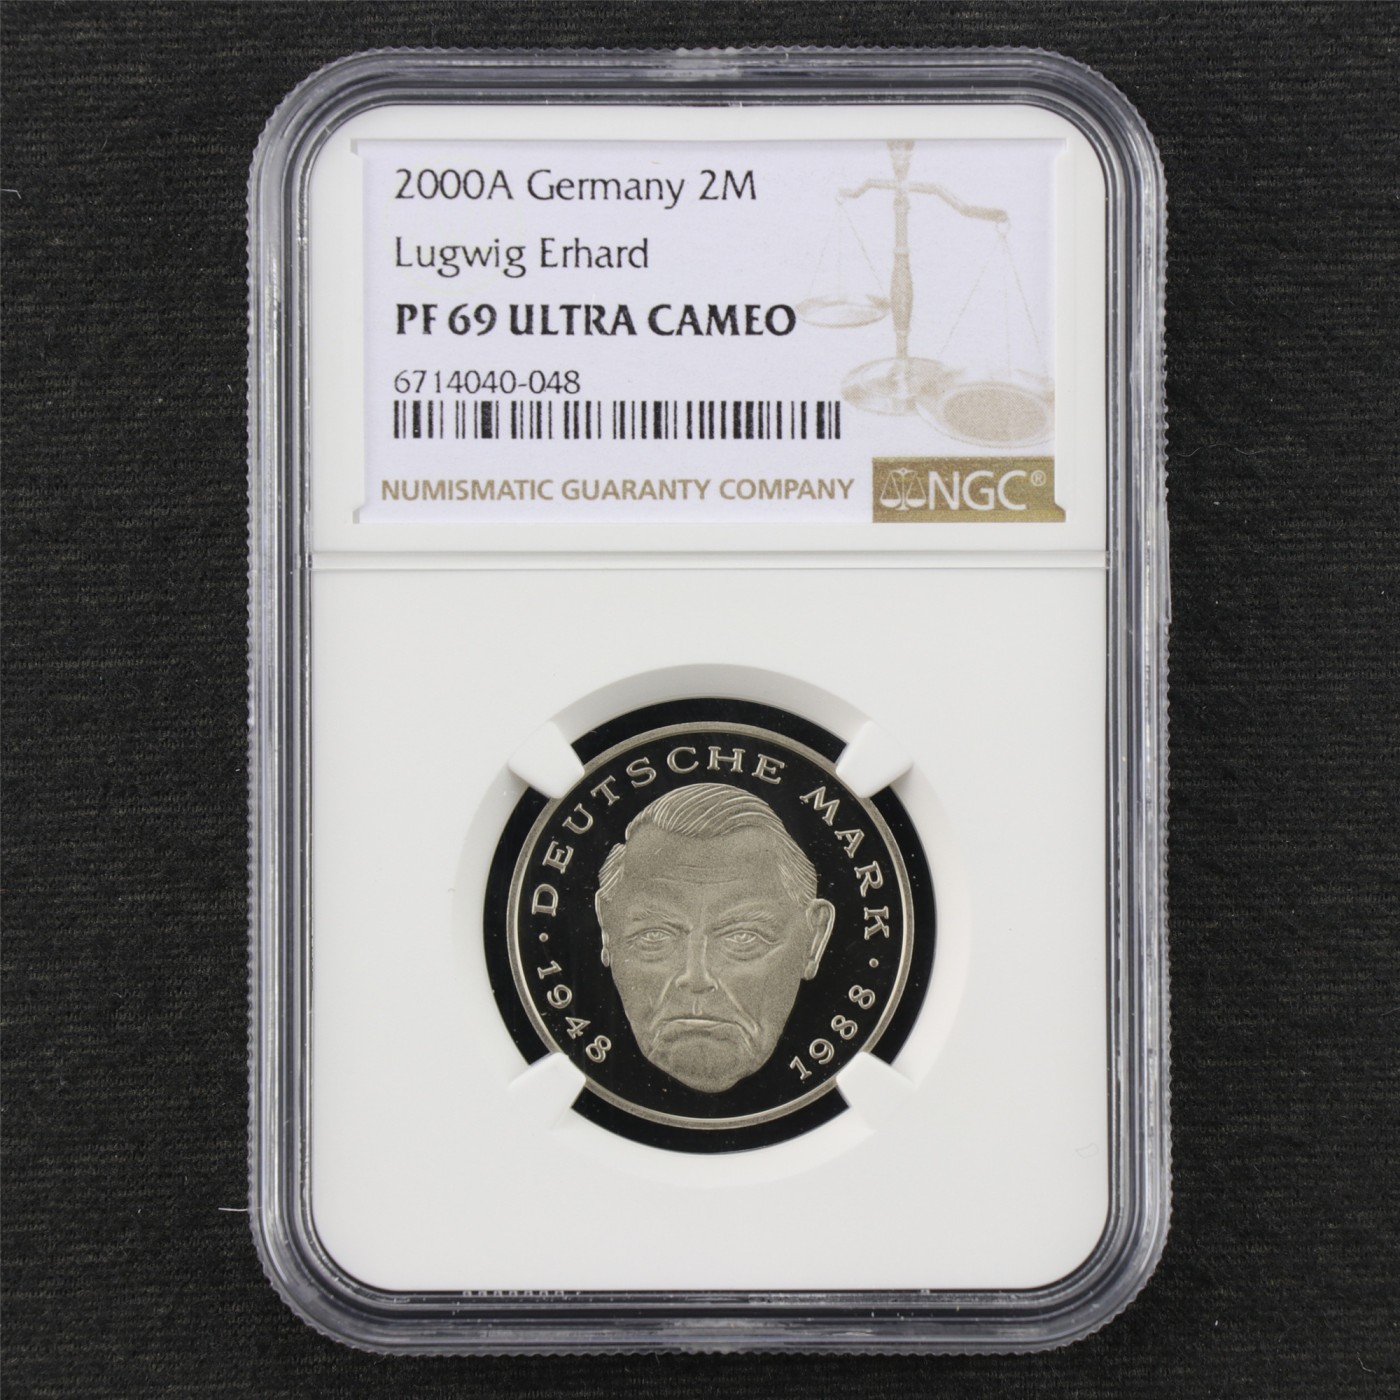 2000A Germany 2M
Lugwig Erhard
PF 69 ULTRA CAMEO
6714040-048
NUMISMATIC GUARANTY COMPANY
NGC®
· DEUTSCHE MARK ·
1948
1988